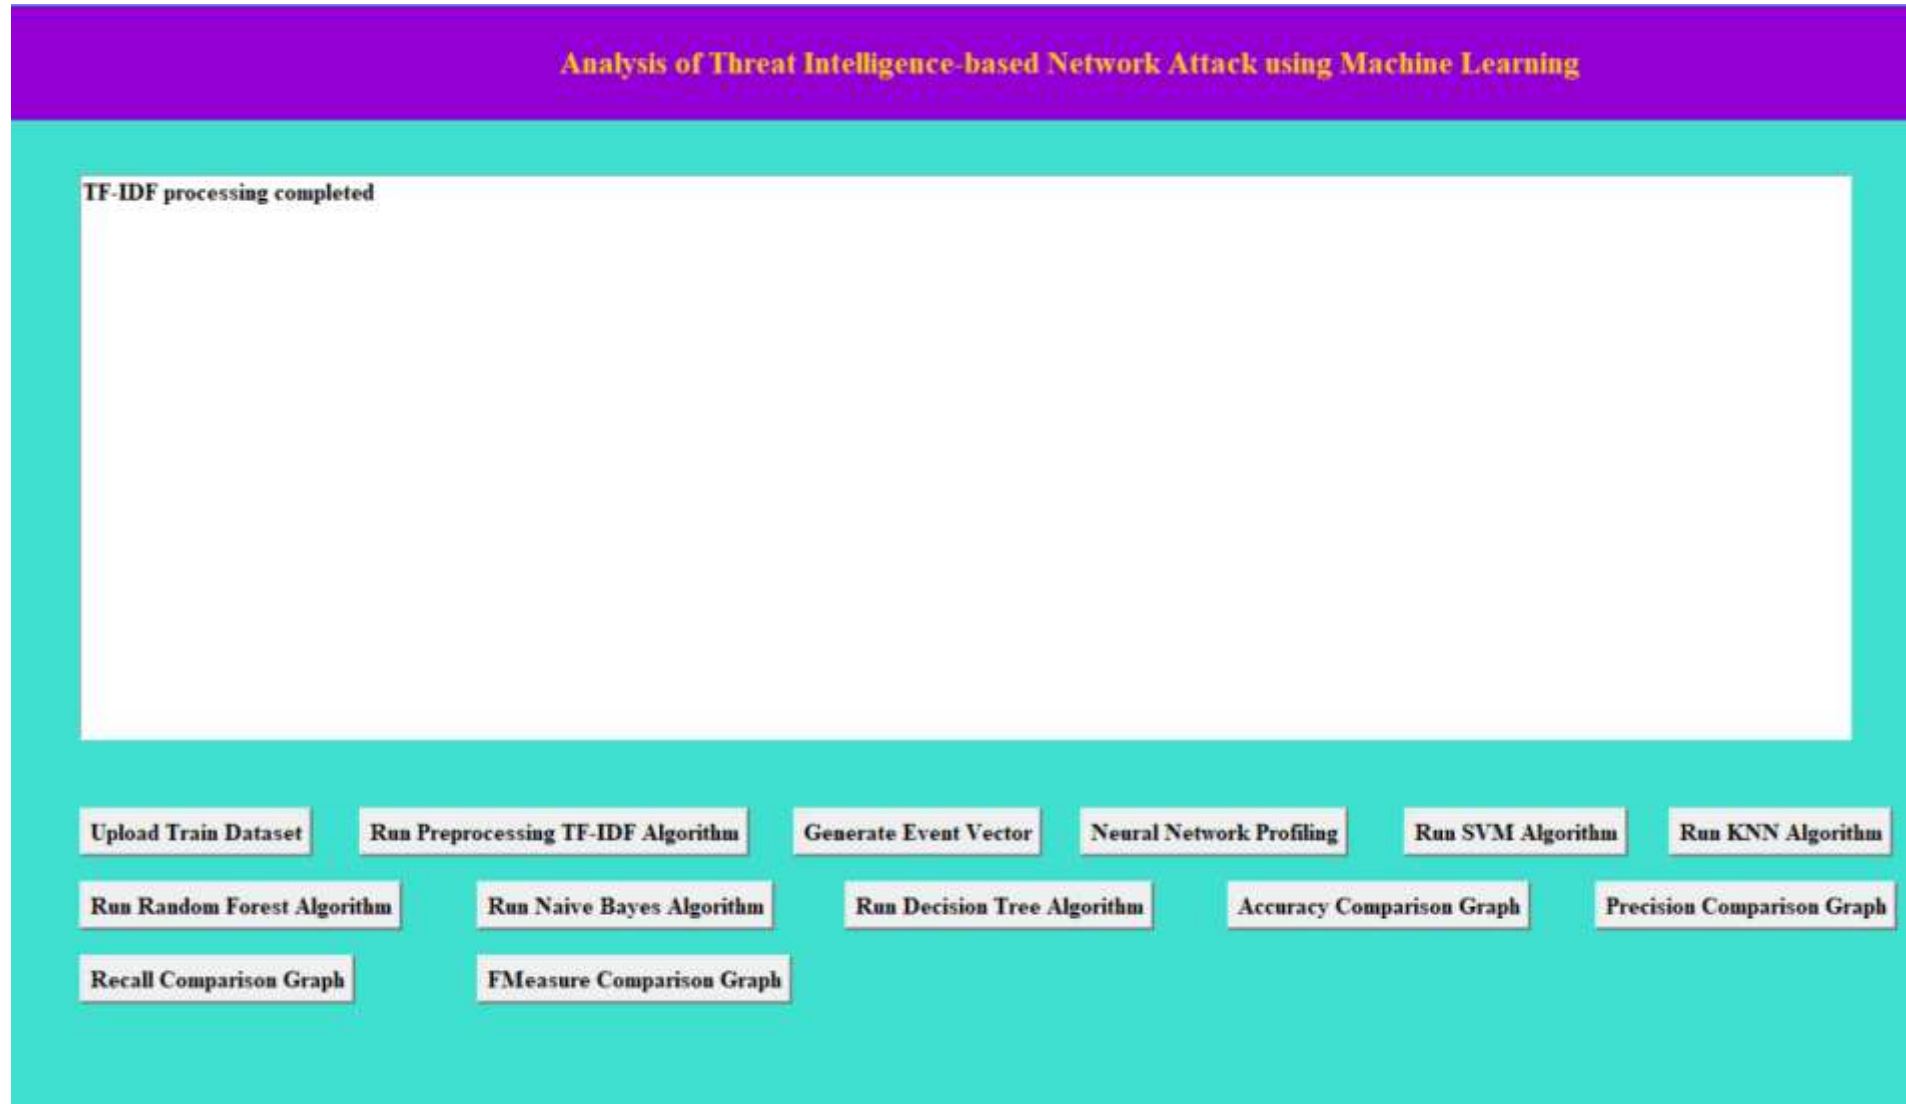 Analysis of Threat Intelligence-based Network Attack using Machine Learning
TF-IDF processing completed
Upload Train Dataset
Run Preprocessing TF-IDF Algorithm
Generate Event Vector
Neural Network Profiling
Run SVM Algorithm
Run KNN Algorithm
Run Random Forest Algorithm
Run Naive Bayes Algorithm
Run Decision Tree Algorithm
Accuracy Comparison Graph
Precision Comparison Graph
Recall Comparison Graph
FMeasure Comparison Graph